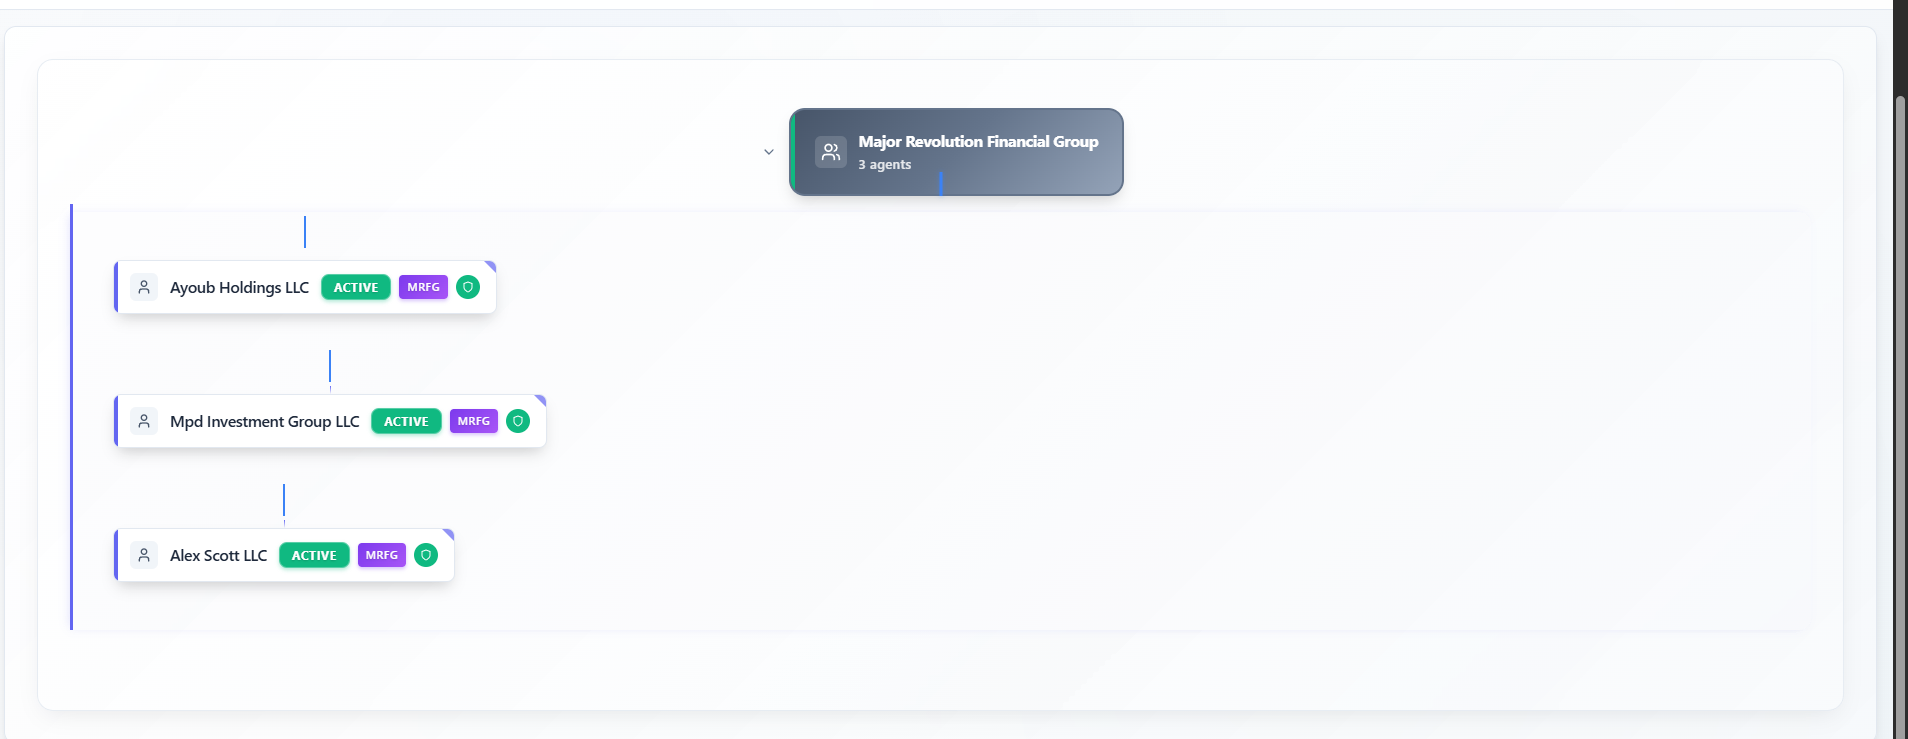 Major Revolution Financial Group
3 agents
Ayoub Holdings LLC ACTIVE MRFG
Mpd Investment Group LLC ACTIVE MRFG
Alex Scott LLC ACTIVE MRFG